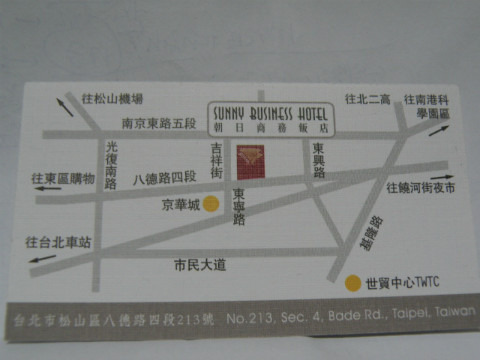 往松山機場
SUNNY BUSINESS HOTEL
朝日商務飯店
往北二高
往南港科
學園區
南京東路五段
光復南路
吉祥街
東興路
往東區購物
八德路四段
往饒河街夜市
京華城
東寧路
基隆路
往台北車站
市民大道
世貿中心TWTC
台北市松山區八德路四段213號 No.213, Sec. 4, Bade Rd., Taipei, Taiwan